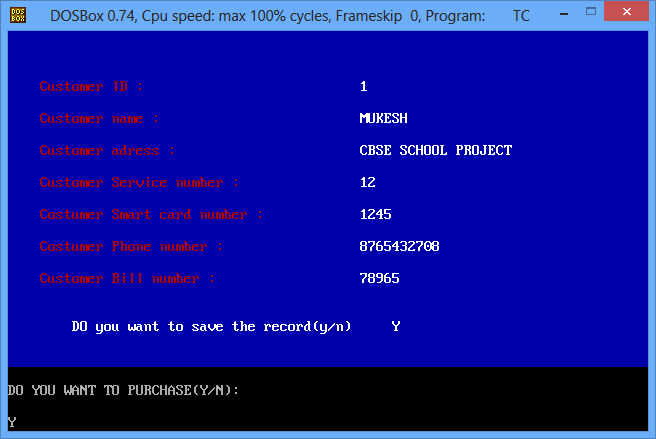 DOS BOX
DOSBox 0.74, Cpu speed: max 100% cycles, Frameskip 0, Program: TC
Customer ID : 1
Customer name : MUKESH
Customer adress : CBSE SCHOOL PROJECT
Customer Service number : 12
Costumer Smart card number : 1245
Costumer Phone number : 8765432708
Customer Bill number : 78965
DO you want to save the record(y/n) Y
DO YOU WANT TO PURCHASE(Y/N):
Y